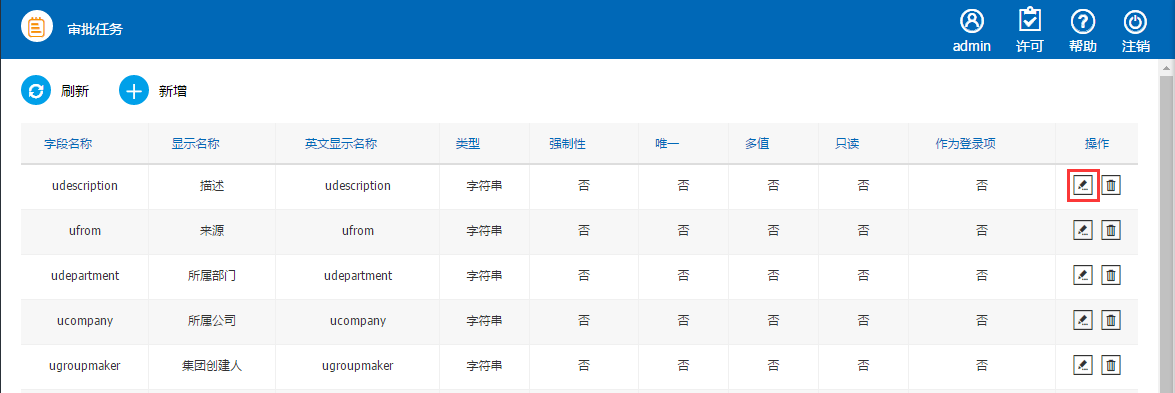 审批任务
admin 许可 帮助 注销
刷新 新增
字段名称 显示名称 英文显示名称 类型 强制性 唯一 多值 只读 作为登录项 操作
udescription 描述 udescription 字符串 否 否 否 否 否
ufrom 来源 ufrom 字符串 否 否 否 否 否
udepartment 所属部门 udepartment 字符串 否 否 否 否 否
ucompany 所属公司 ucompany 字符串 否 否 否 否 否
ugroupmaker 集团创建人 ugroupmaker 字符串 否 否 否 否 否